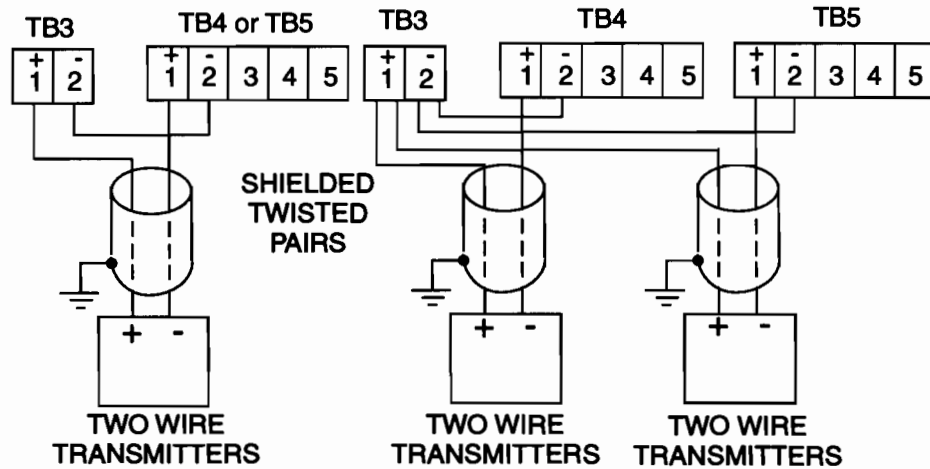 TB3 TB4 or TB5 TB3 TB4 TB5
+ - + - + - + - + -
1 2 1 2 3 4 5 1 2 1 2 3 4 5 1 2 3 4 5
SHIELDED
TWISTED
PAIRS
+ - + - + -
TWO WIRE
TRANSMITTERS
TWO WIRE
TRANSMITTERS
TWO WIRE
TRANSMITTERS